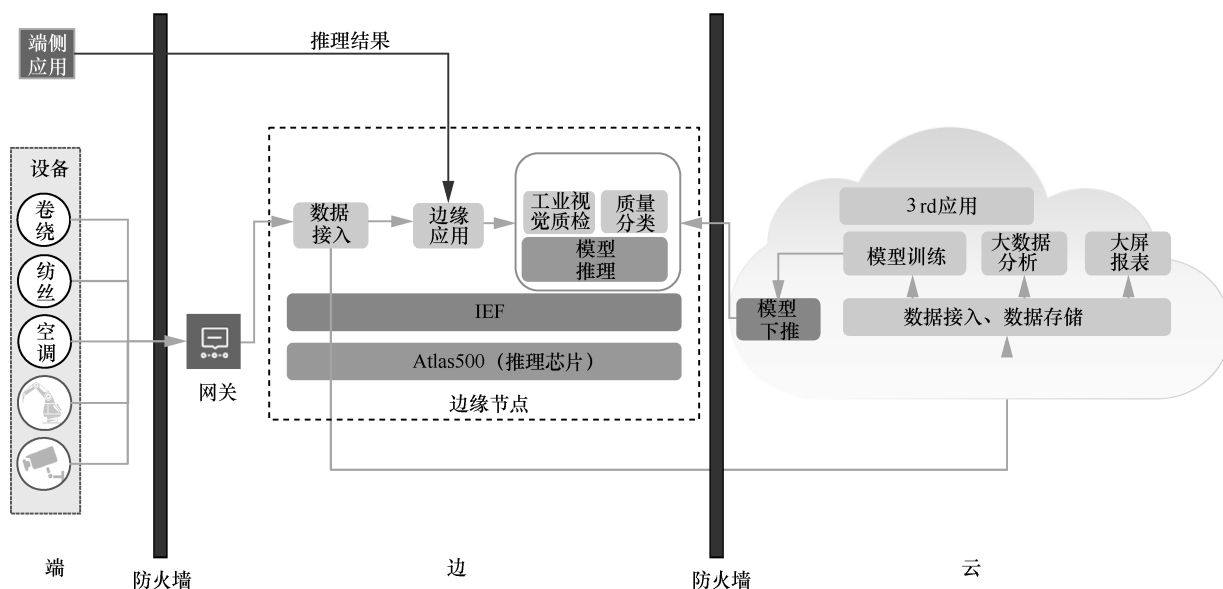 端侧
应用
推理结果
设备
卷
绕
纺
丝
空
调
网关
数据
接入
边缘
应用
工业视
觉质检
质量
分类
模型
推理
IEF
Atlas500（推理芯片）
边缘节点
3rd应用
模型训练
大数据
分析
大屏
报表
模型
下推
数据接入、数据存储
端
防火墙
边
防火墙
云